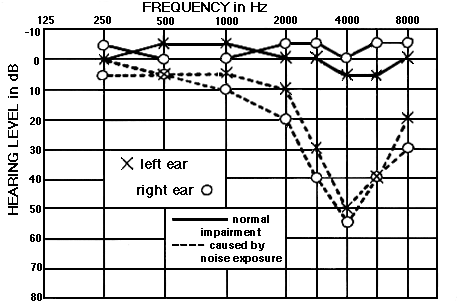 FREQUENCY in Hz
125 250 500 1000 2000 4000 8000
HEARING LEVEL in dB
-10
0
10
20
30
40
50
60
70
80
left ear
right ear
normal
impairment
caused by
noise exposure